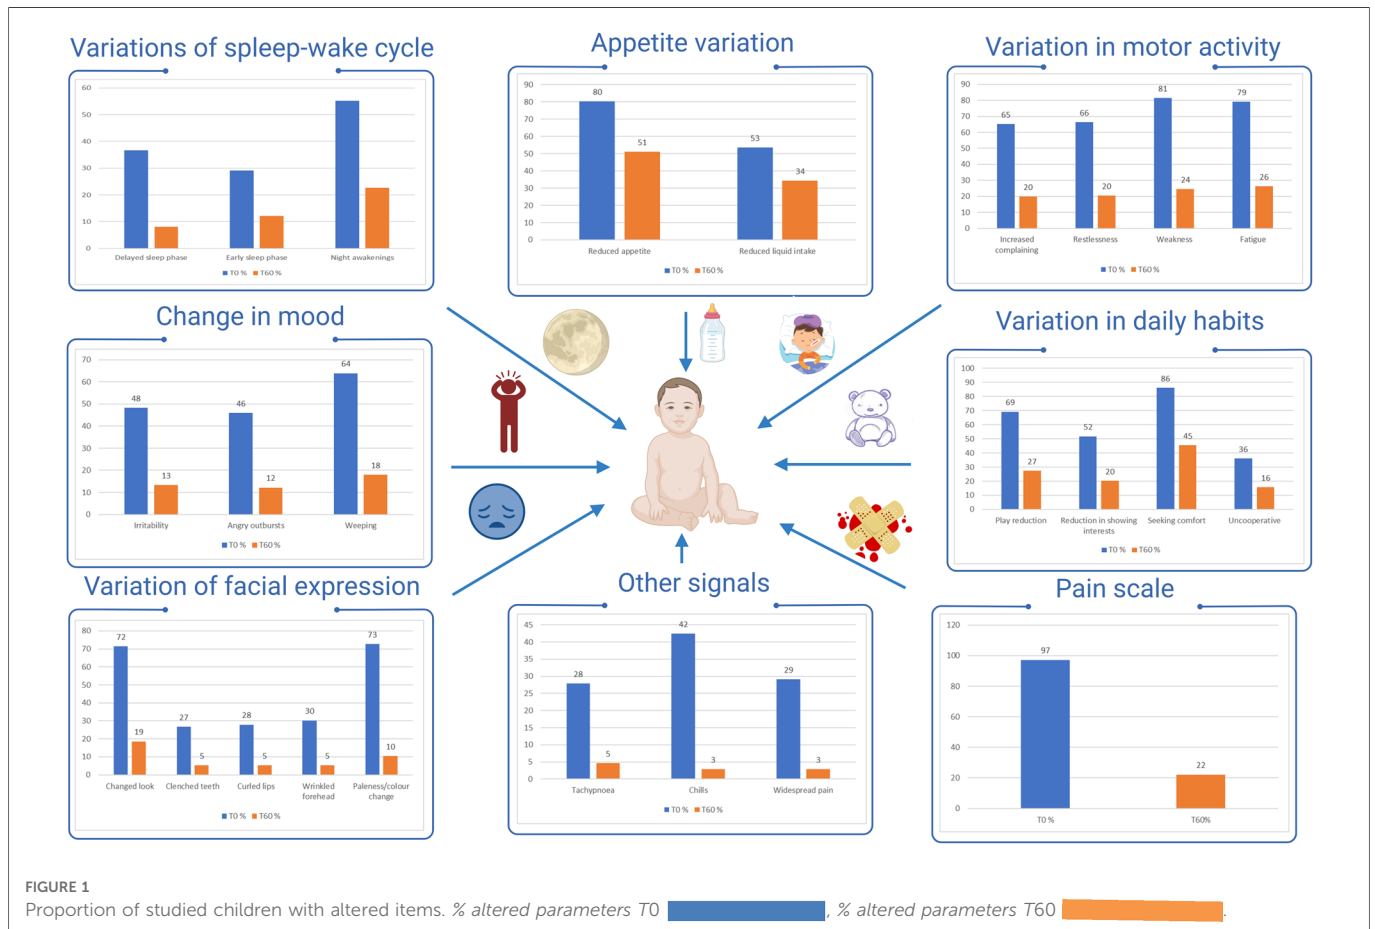 Variations of spleep-wake cycle
60
50
40
30
20
10
0
Delayed sleep phase
Early sleep phase
Night awakenings
T0 %
T60 %
Appetite variation
90
80
70
60
50
40
30
20
10
0
80
51
53
34
Reduced appetite
Reduced liquid intake
T0 %
T60 %
Variation in motor activity
90
80
70
60
50
40
30
20
10
0
65
20
66
20
81
24
79
26
Increased
complaining
Restlessness
Weakness
Fatigue
T0 %
T60 %
Change in mood
70
60
50
40
30
20
10
0
48
13
46
12
64
18
Irritability
Angry outbursts
Weeping
T0 %
T60 %
Variation in daily habits
100
90
80
70
60
50
40
30
20
10
0
69
27
52
20
86
45
36
16
Play reduction
Reduction in showing
interests
Seeking comfort
Uncooperative
T0 %
T60 %
Variation of facial expression
80
70
60
50
40
30
20
10
0
72
19
27
5
28
5
30
5
73
10
Changed look
Clenched teeth
Curled lips
Wrinkled
forehead
Paleness/colour
change
T0 %
T60 %
Other signals
45
40
35
30
25
20
15
10
5
0
28
5
42
3
29
3
Tachypnoea
Chills
Widespread pain
T0 %
T60 %
Pain scale
120
100
80
60
40
20
0
97
22
T0 %
T60%
FIGURE 1
Proportion of studied children with altered items. % altered parameters T0 , % altered parameters T60 .